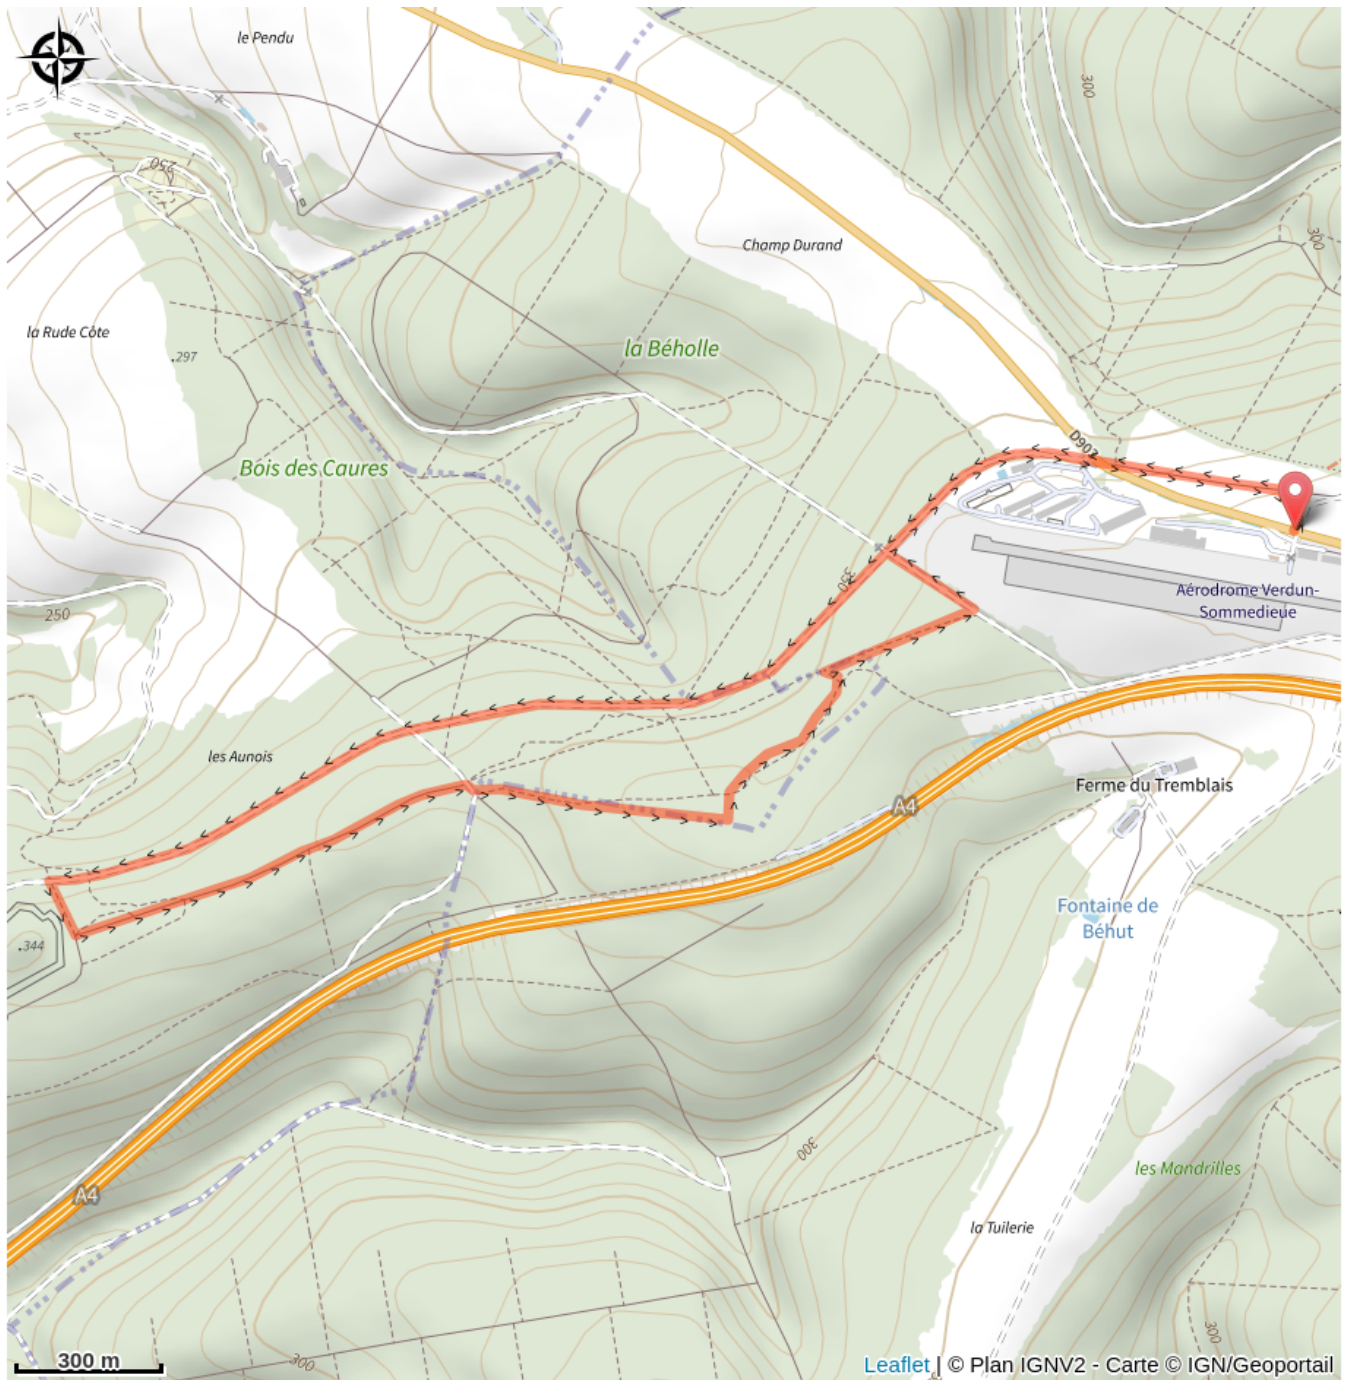 le Pendu
300
250
Champ Durand
300
la Rude Côte
.297
la Béholle
D903
Bois des Caures
350
Aérodrome Verdun-
Sommedieue
250
les Aunois
Ferme du Tremblais
A4
Fontaine de
Béhut
.344
300
les Mandrilles
A4
la Tuilerie
300
300
300 m
Leaflet | © Plan IGNV2 - Carte © IGN/Geoportail